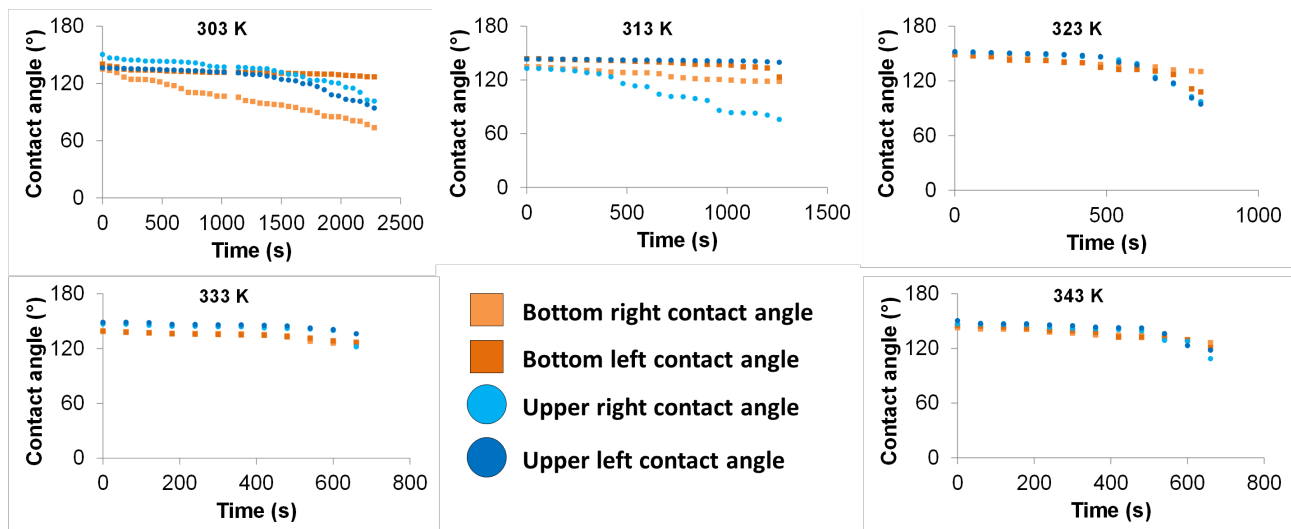 303 K
Contact angle (°)
180
120
60
0
0 500 1000 1500 2000 2500
Time (s)
313 K
Contact angle (°)
180
120
60
0
0 500 1000 1500
Time (s)
323 K
Contact angle (°)
180
120
60
0
0 500 1000
Time (s)
333 K
Contact angle (°)
180
120
60
0
0 200 400 600 800
Time (s)
Bottom right contact angle
Bottom left contact angle
Upper right contact angle
Upper left contact angle
343 K
Contact angle (°)
180
120
60
0
0 200 400 600 800
Time (s)